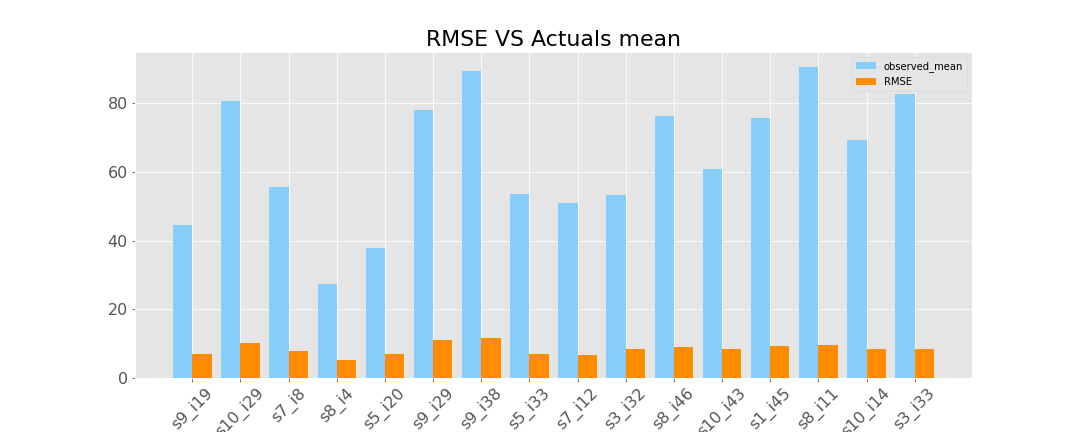 RMSE VS Actuals mean
observed_mean
RMSE
80
60
40
20
0
s9_i19
s10_i29
s7_i8
s8_i4
s5_i20
s9_i29
s9_i38
s5_i33
s7_i12
s3_i32
s8_i46
s10_i43
s1_i45
s8_i11
s10_i14
s3_i33